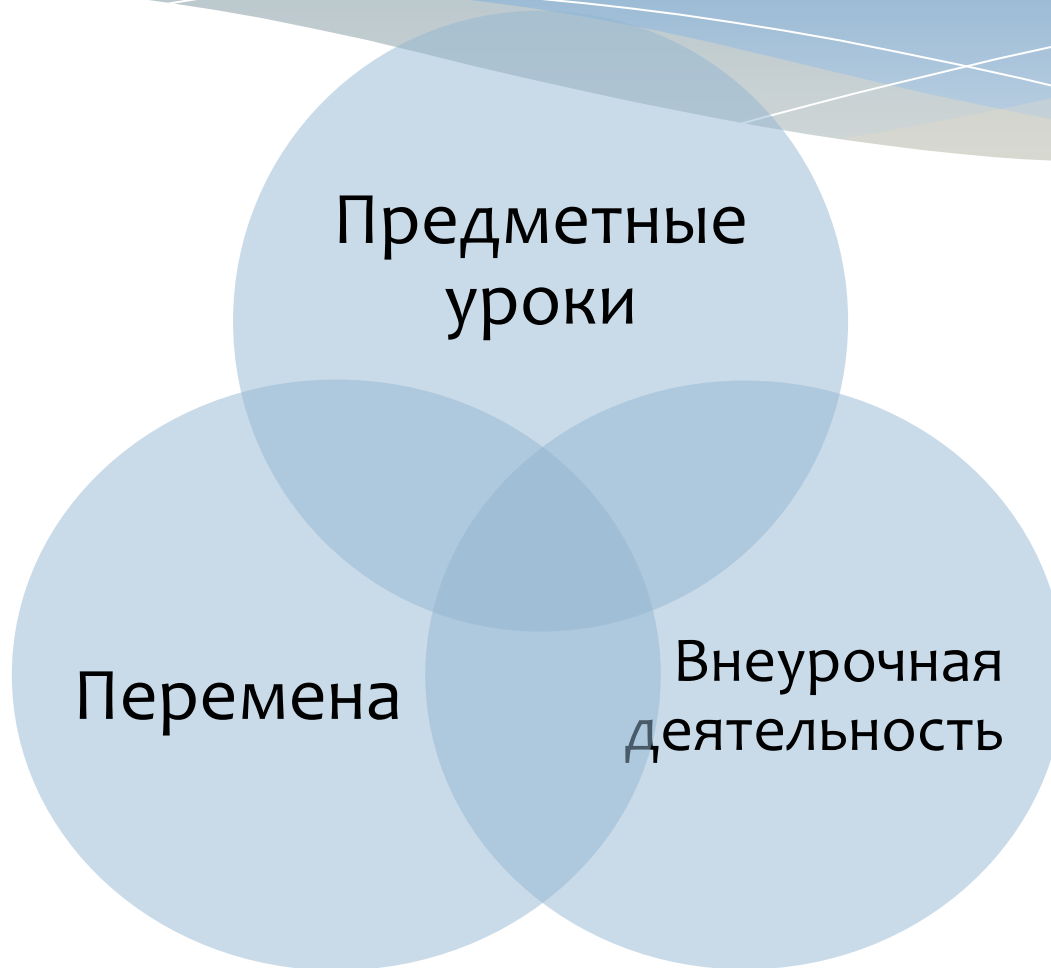 Предметные
уроки
Перемена
Внеурочная
деятельность